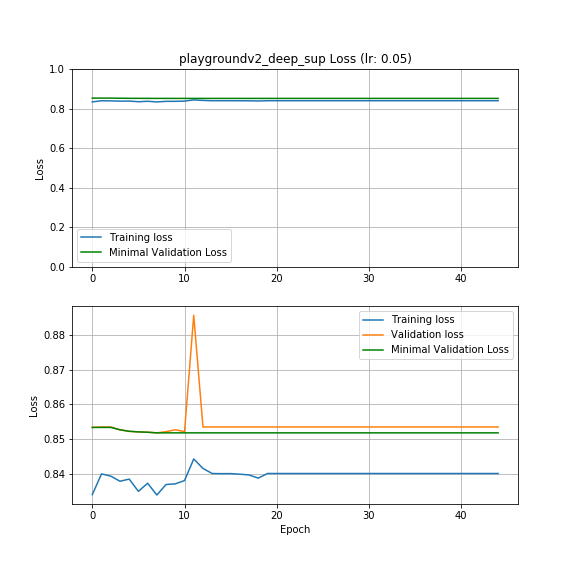 playgroundv2_deep_sup Loss (lr: 0.05)
1.0
0.8
0.6
0.4
0.2
0.0
Loss
Training loss
Minimal Validation Loss
0 10 20 30 40
0.88
0.87
0.86
0.85
0.84
Loss
Training loss
Validation loss
Minimal Validation Loss
0 10 20 30 40
Epoch